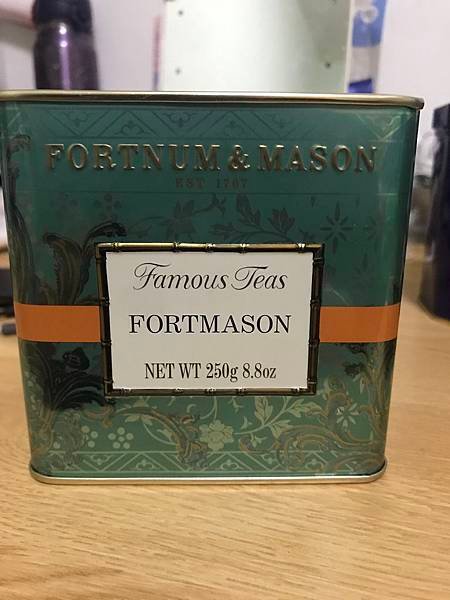 FORTNUM & MASON
EST 1707
Famous Teas
FORTMASON
NET WT 250g 8.8oz